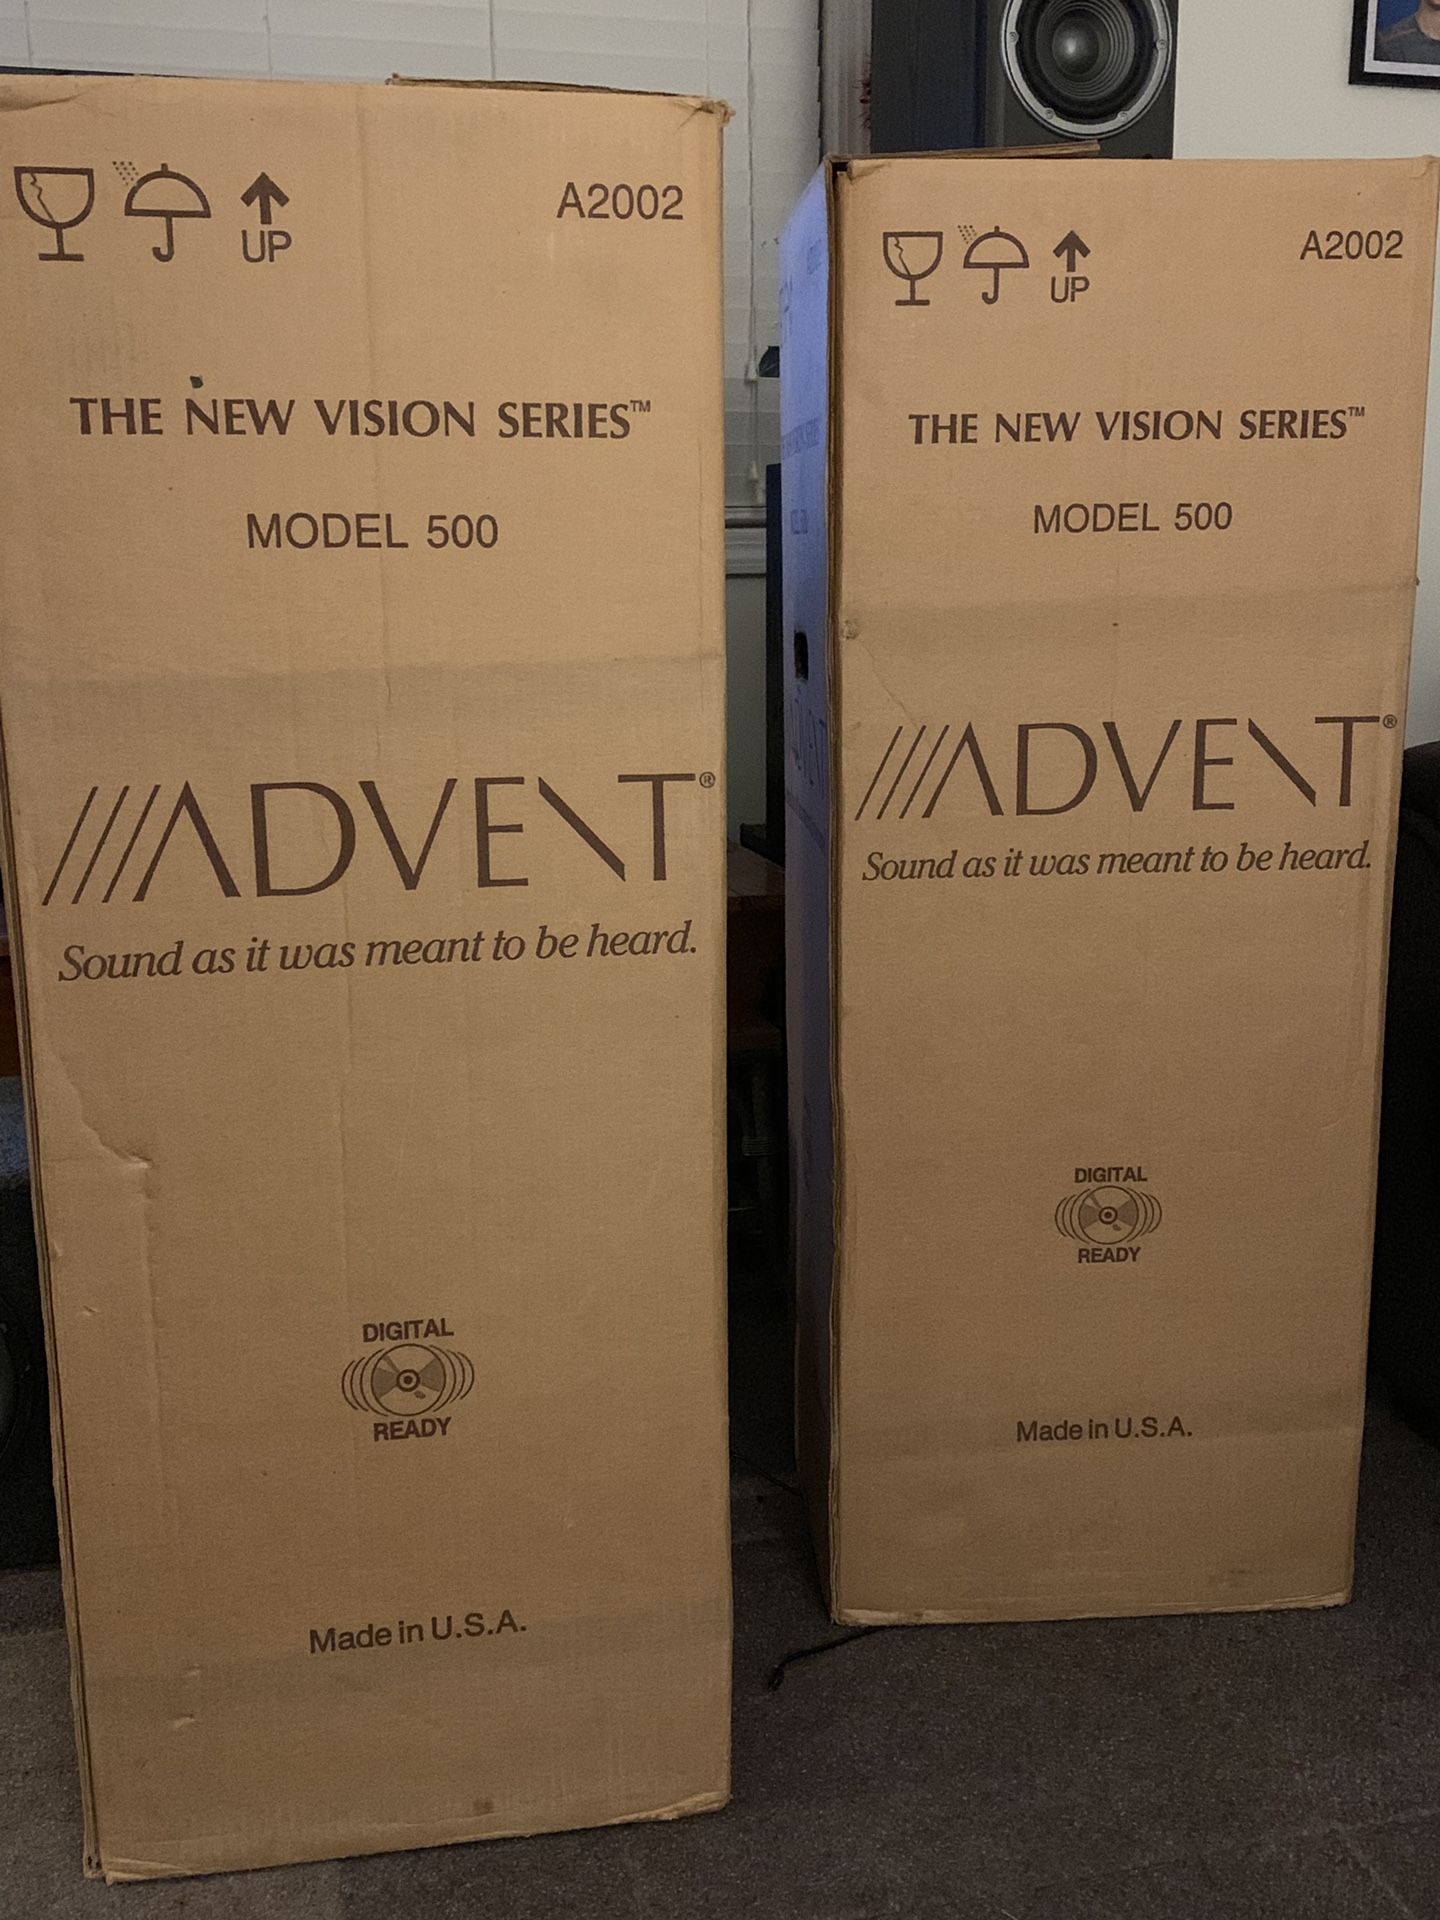 UP
A2002
THE NEW VISION SERIES™
MODEL 500
ADVENT®
Sound as it was meant to be heard.
DIGITAL
READY
Made in U.S.A.
UP
A2002
THE NEW VISION SERIES™
MODEL 500
ADVENT®
Sound as it was meant to be heard.
DIGITAL
READY
Made in U.S.A.